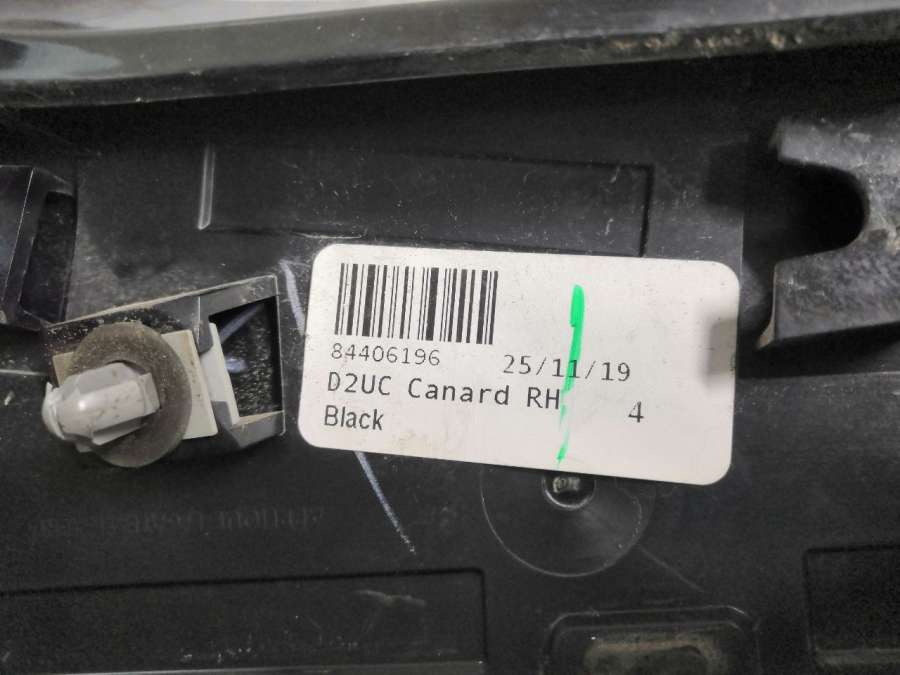 84406196
25/11/19
D2UC Canard RH
4
Black